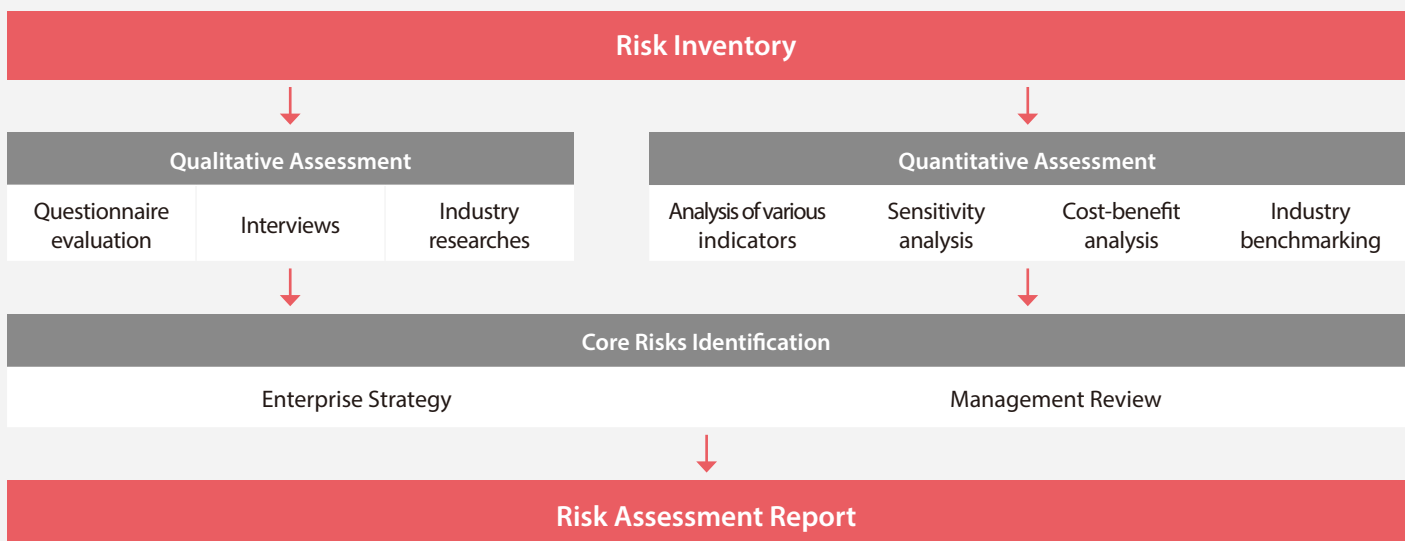 Risk Inventory
Qualitative Assessment
Quantitative Assessment
Questionnaire
evaluation
Interviews
Industry
researches
Analysis of various
indicators
Sensitivity
analysis
Cost-benefit
analysis
Industry
benchmarking
Core Risks Identification
Enterprise Strategy
Management Review
Risk Assessment Report